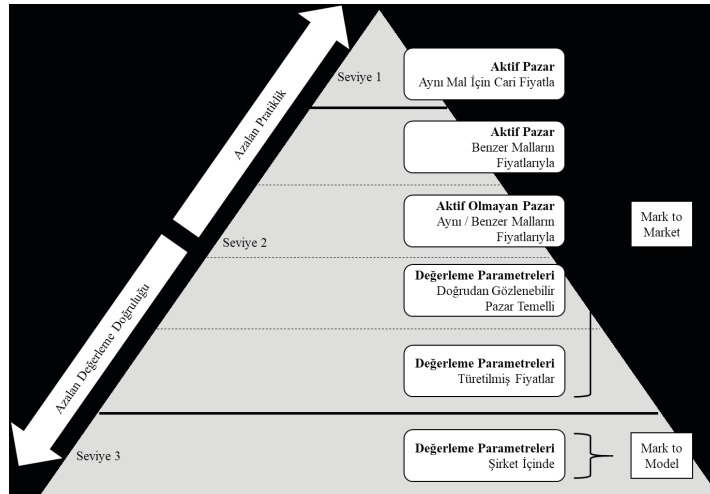 Azalan Pratiklik
Azalan Değerleme Doğruluğu
Seviye 1
Aktif Pazar
Aynı Mal İçin Cari Fiyatla
Aktif Pazar
Benzer Malların
Fiyatlarıyla
Seviye 2
Aktif Olmayan Pazar
Aynı / Benzer Malların
Fiyatlarıyla
Mark to
Market
Değerleme Parametreleri
Doğrudan Gözlenebilir
Pazar Temelli
Değerleme Parametreleri
Türetilmiş Fiyatlar
Seviye 3
Değerleme Parametreleri
Şirket İçinde
Mark to
Model